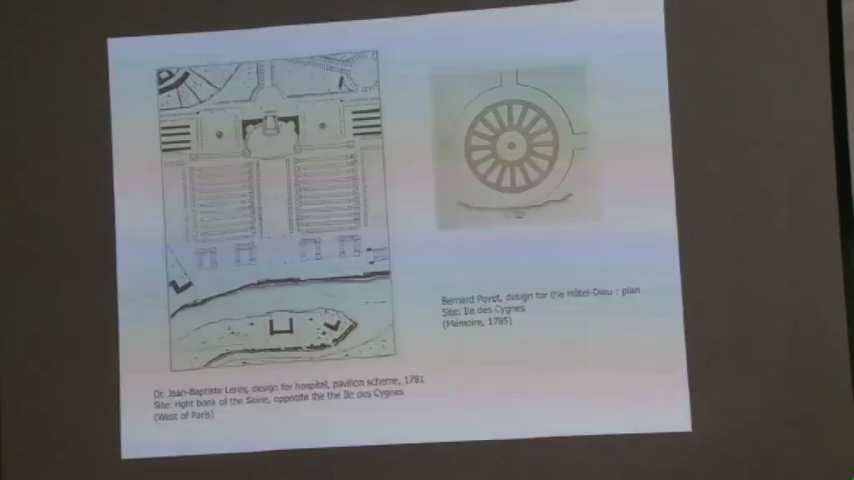 Dr. Jean-Baptiste Leroy, design for hospital, pavilion scheme, 1781
Site: right bank of the Seine, opposite the the Ile des Cygnes
(West of Paris)
Bernard Poyet, design for the Hôtel-Dieu : plan
Site: Ile des Cygnes
(Memoire, 1785)